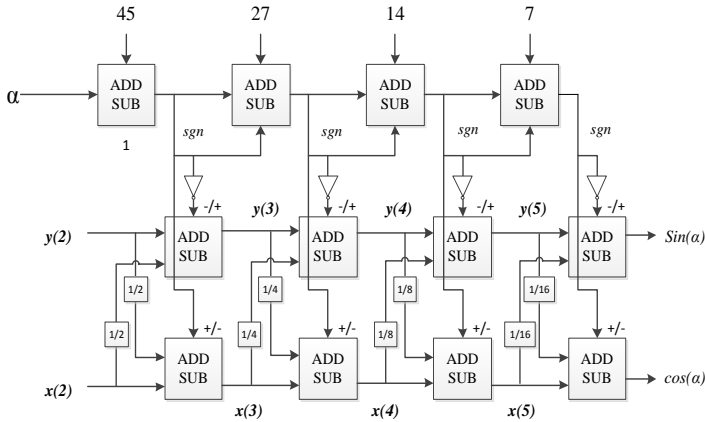 45 27 14 7
α ADD SUB ADD SUB ADD SUB ADD SUB
1
sgn sgn sgn sgn
-/+ -/+ -/+ -/+
y(2) ADD SUB y(3) ADD SUB y(4) ADD SUB y(5) ADD SUB Sin(α)
1/2 1/4 1/8 1/16
1/2 1/4 1/8 1/16
+/- +/- +/- +/-
x(2) ADD SUB x(3) ADD SUB x(4) ADD SUB x(5) ADD SUB cos(α)